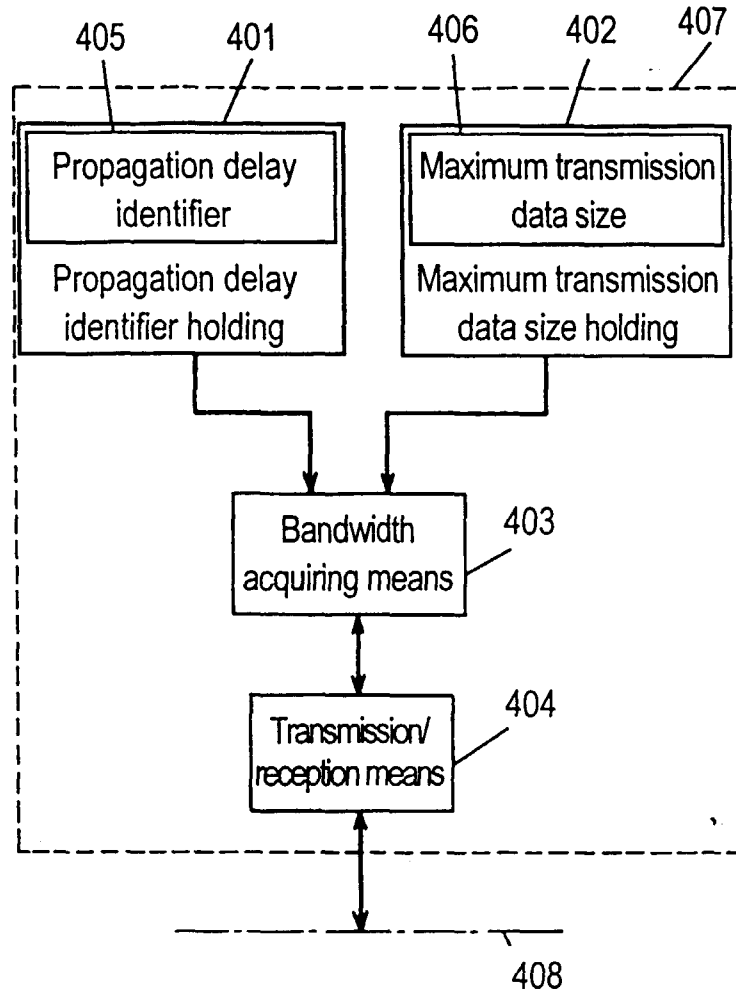 405
401
406
402
407
Propagation delay
identifier
Propagation delay
identifier holding
Maximum transmission
data size
Maximum transmission
data size holding
Bandwidth
acquiring means
403
Transmission/
reception means
404
408